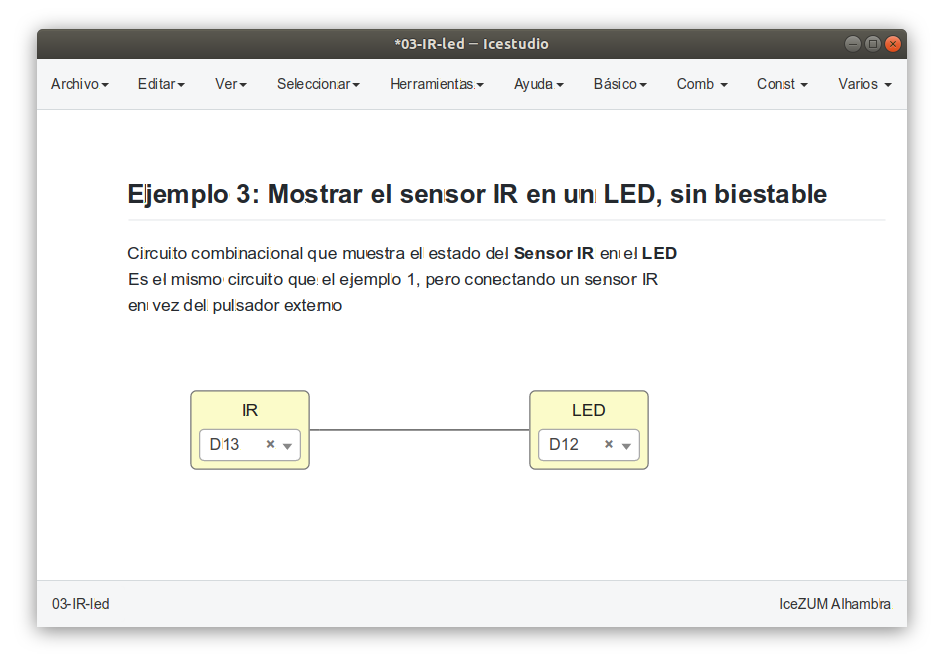 *03-IR-led — Icestudio
Archivo Editar Ver Seleccionar Herramientas Ayuda Básico Comb Const Varios
Ejemplo 3: Mostrar el sensor IR en un LED, sin biestable
Circuito combinacional que muestra el estado del Sensor IR en el LED
Es el mismo circuito que el ejemplo 1, pero conectando un sensor IR
en vez del pulsador externo
IR LED
D13 × D12 ×
03-IR-led IceZUM Alhambra